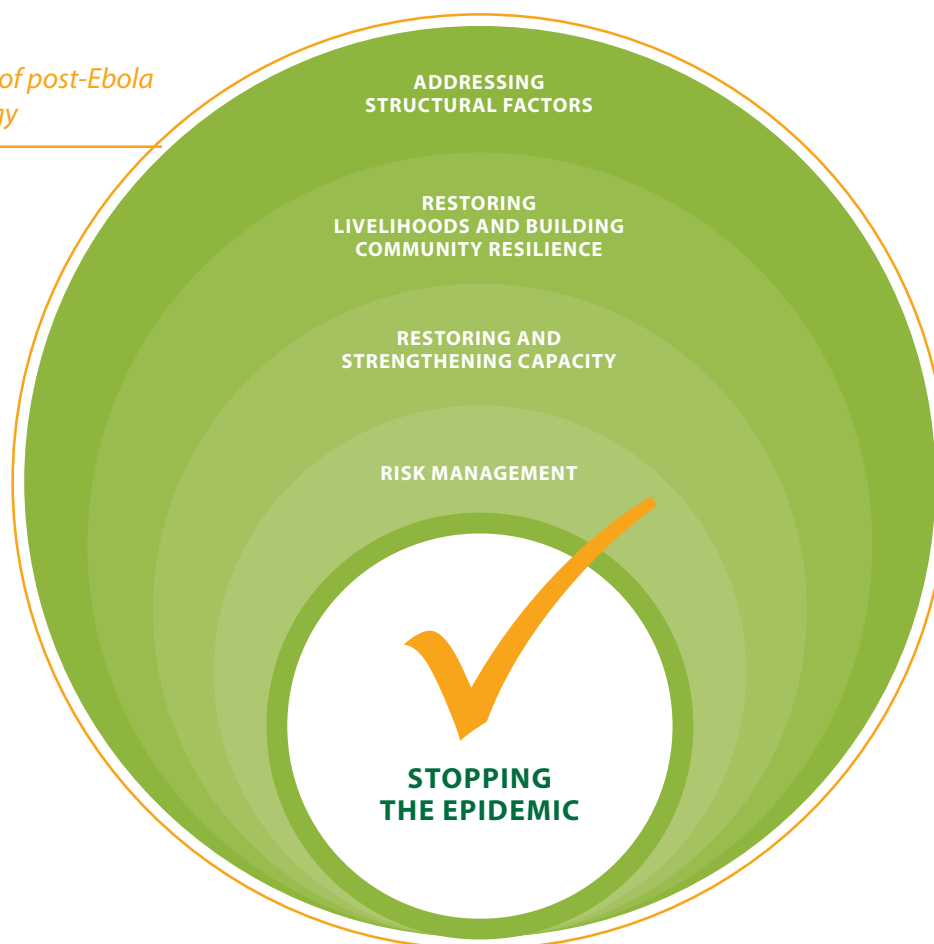 of post-Ebola
ADDRESSING
STRUCTURAL FACTORS
RESTORING
LIVELIHOODS AND BUILDING
COMMUNITY RESILIENCE
RESTORING AND
STRENGTHENING CAPACITY
RISK MANAGEMENT
STOPPING
THE EPIDEMIC